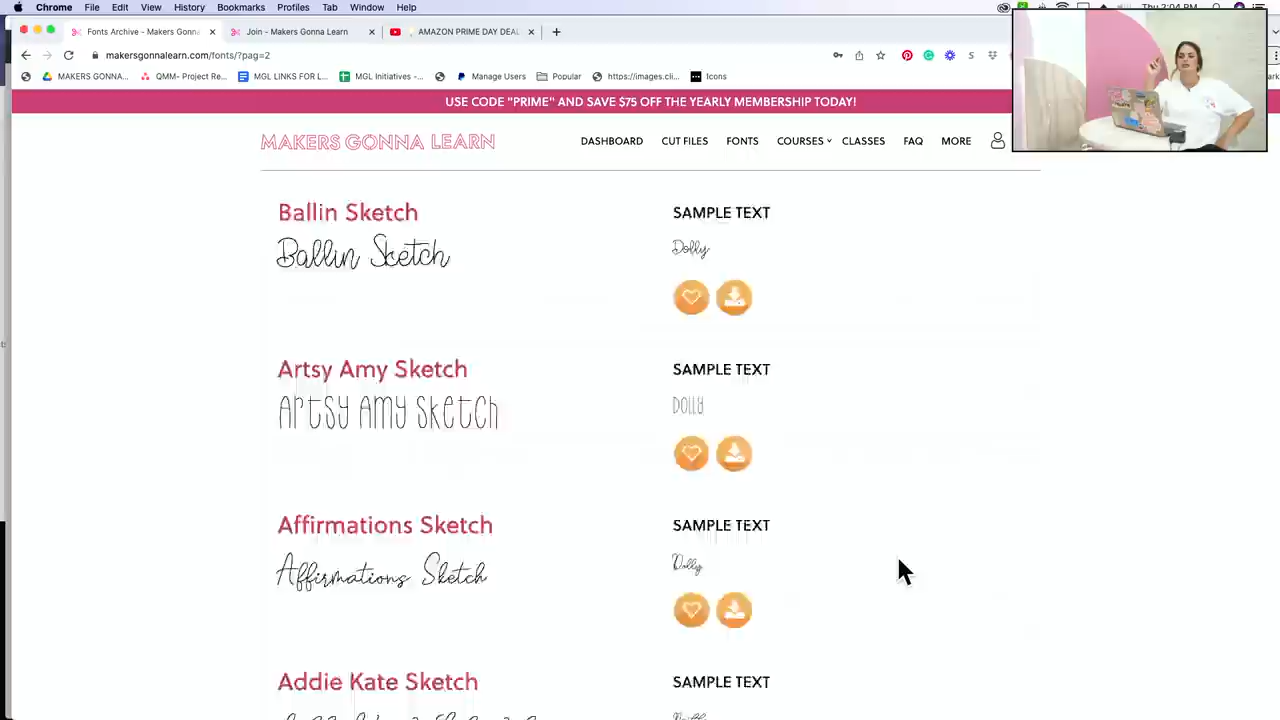 Chrome File Edit View History Bookmarks Profiles Tab Window Help
Thu 2:04 PM
Fonts Archive - Makers Gonna
Join - Makers Gonna Learn
AMAZON PRIME DAY DEAL
makersgonnalearn.com/fonts/?pag=2
MAKERS GONNA...
QMM- Project Re...
MGL LINKS FOR L...
MGL Initiatives -...
Manage Users
Popular
https://images.cli...
Icons
USE CODE "PRIME" AND SAVE $75 OFF THE YEARLY MEMBERSHIP TODAY!
MAKERS GONNA LEARN
DASHBOARD CUT FILES FONTS COURSES CLASSES FAQ MORE
Ballin Sketch
SAMPLE TEXT
Ballin Sketch
Dolly
Artsy Amy Sketch
SAMPLE TEXT
Artsy Amy Sketch
Dolly
Affirmations Sketch
SAMPLE TEXT
Affirmations Sketch
Dolly
Addie Kate Sketch
SAMPLE TEXT